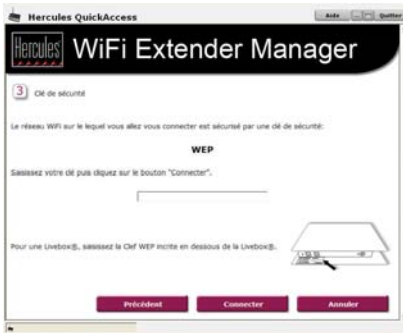 Hercules QuickAccess
Aide
Quitter
Hercules
WiFi Extender Manager
3 Clé de sécurité
Le réseau WiFi sur le lequel vous allez vous connecter est sécurisé par une clé de sécurité:
WEP
Saisissez votre clé puis cliquez sur le bouton "Connecter".
Pour une Livebox®, saisissez la Clef WEP incrite en dessous de la Livebox®.
Précédent
Connecter
Annuler